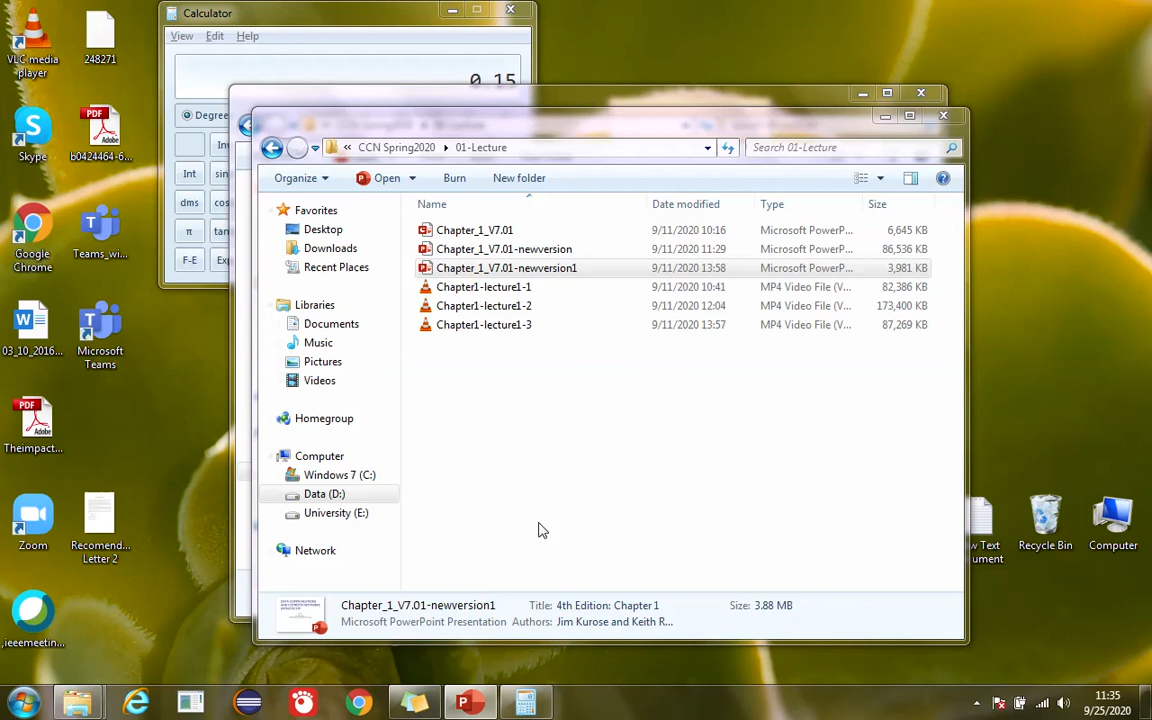 Calculator
View Edit Help
0.15
Degree
Int
dms
π
F-E
VLC media
player
248271
Skype
b0424464-6...
Google
Chrome
Teams_wi...
03_10_2016...
Microsoft
Teams
Theimpact...
Zoom
Recomend...
Letter 2
ieeemeetin...
CCN Spring2020 01-Lecture
Search 01-Lecture
Organize Open Burn New folder
Favorites
Desktop
Downloads
Recent Places
Libraries
Documents
Music
Pictures
Videos
Homegroup
Computer
Windows 7 (C:)
Data (D:)
University (E:)
Network
Name Date modified Type Size
Chapter_1_V7.01 9/11/2020 10:16 Microsoft PowerP... 6,645 KB
Chapter_1_V7.01-newversion 9/11/2020 11:29 Microsoft PowerP... 86,536 KB
Chapter_1_V7.01-newversion1 9/11/2020 13:58 Microsoft PowerP... 3,981 KB
Chapter1-lecture1-1 9/11/2020 10:41 MP4 Video File (V... 82,386 KB
Chapter1-lecture1-2 9/11/2020 12:04 MP4 Video File (V... 173,400 KB
Chapter1-lecture1-3 9/11/2020 13:57 MP4 Video File (V... 87,269 KB
Chapter_1_V7.01-newversion1 Title: 4th Edition: Chapter 1 Size: 3.88 MB
Microsoft PowerPoint Presentation Authors: Jim Kurose and Keith R...
Recycle Bin
Computer
11:35
9/25/2020